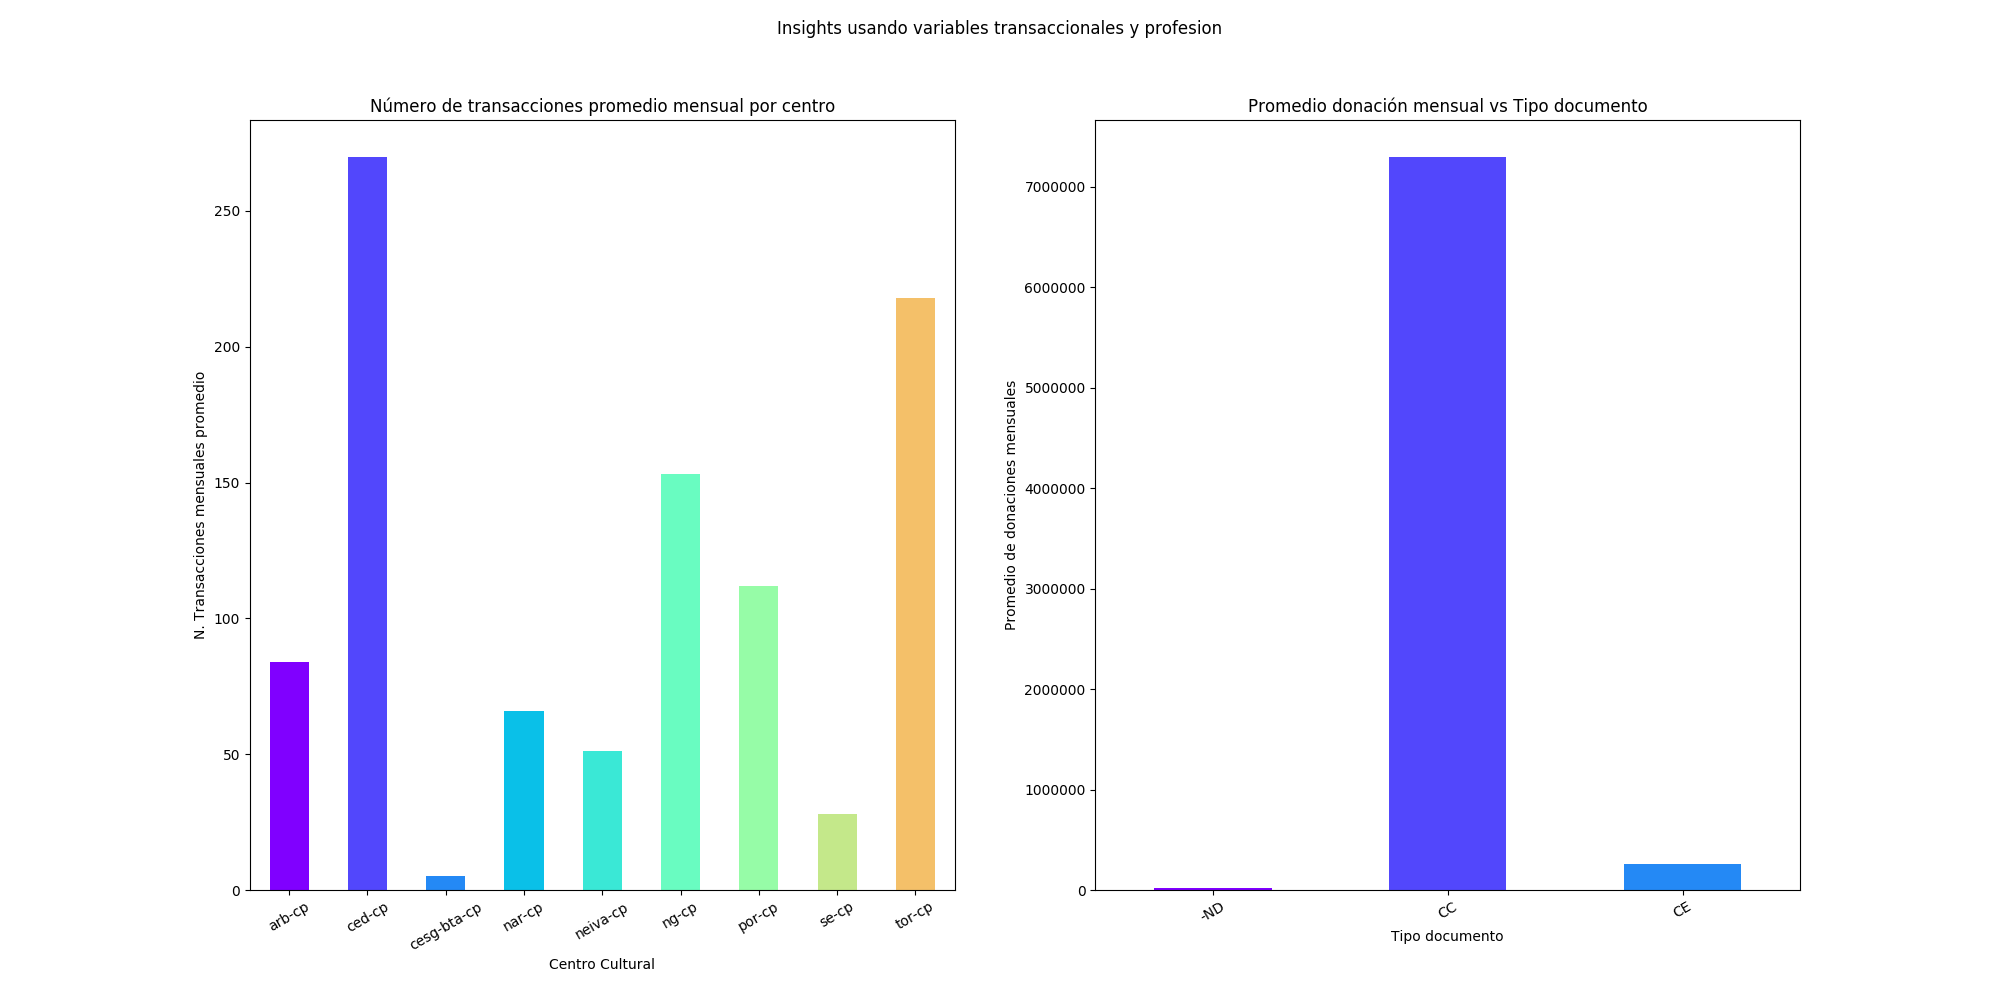 Insights usando variables transaccionales y profesion
Número de transacciones promedio mensual por centro
N. Transacciones mensuales promedio
250
200
150
100
50
0
arb-cp
ced-cp
cesg-bta-cp
nar-cp
neiva-cp
ng-cp
por-cp
se-cp
tor-cp
Centro Cultural
Promedio donación mensual vs Tipo documento
Promedio de donaciones mensuales
7000000
6000000
5000000
4000000
3000000
2000000
1000000
0
-ND
CC
CE
Tipo documento